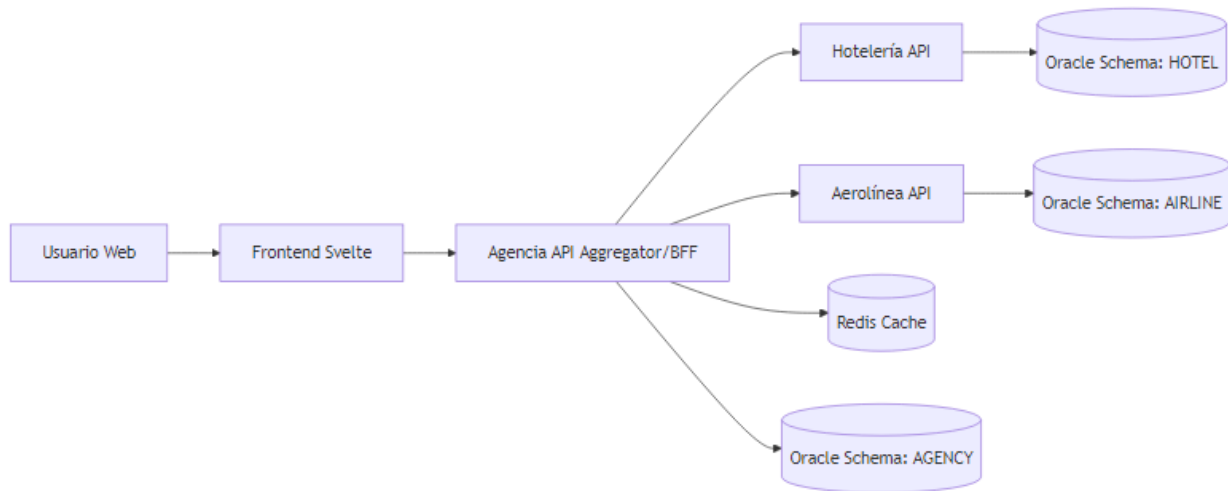 Hotelería API
Oracle Schema: HOTEL
Aerolínea API
Oracle Schema: AIRLINE
Usuario Web
Frontend Svelte
Agencia API Aggregator/BFF
Redis Cache
Oracle Schema: AGENCY